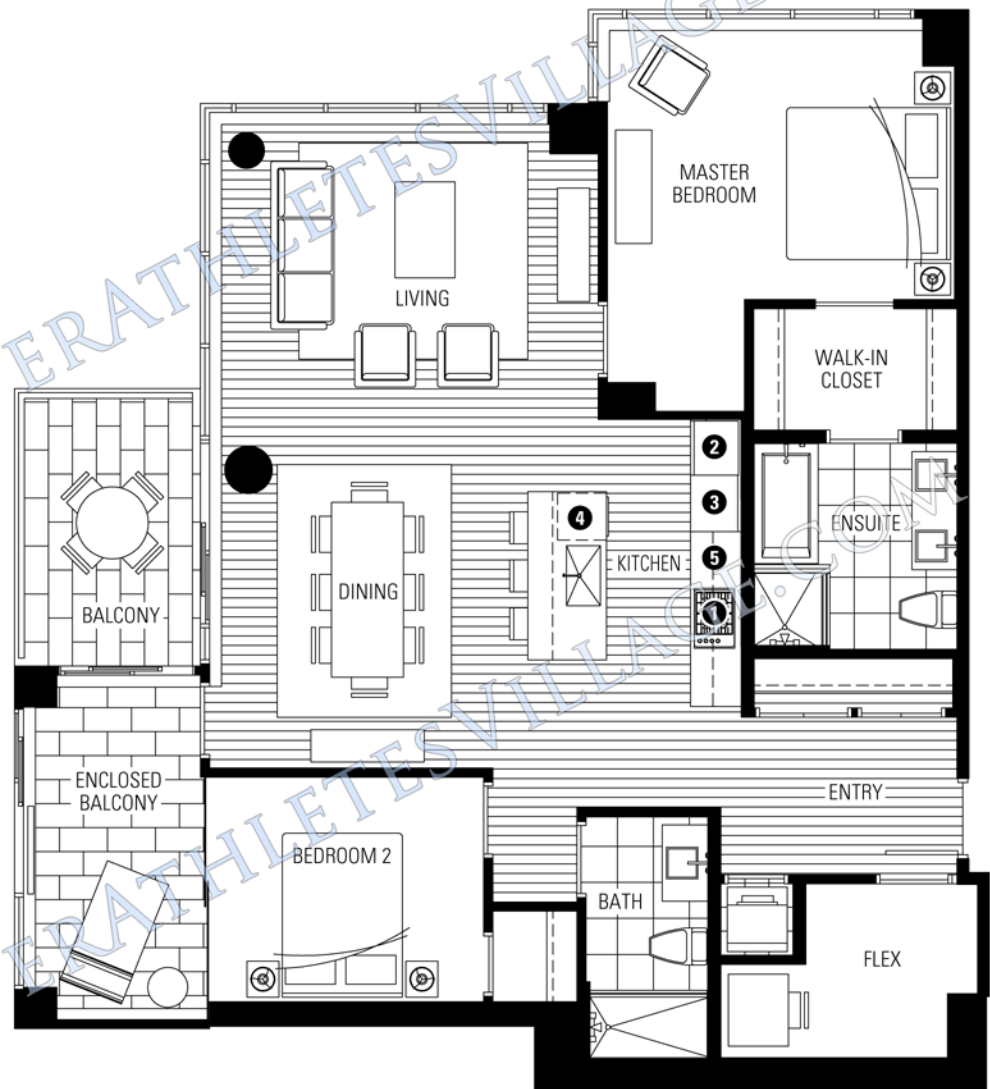 ERATHLETESVILLAGE
MASTER
BEDROOM
LIVING
WALK-IN
CLOSET
2
3
4
ENSUITE
5
KITCHEN
DINING
1
BALCONY
ERATHLETESVILLAGE.COM
ENCLOSED
BALCONY
ENTRY
BEDROOM 2
BATH
FLEX